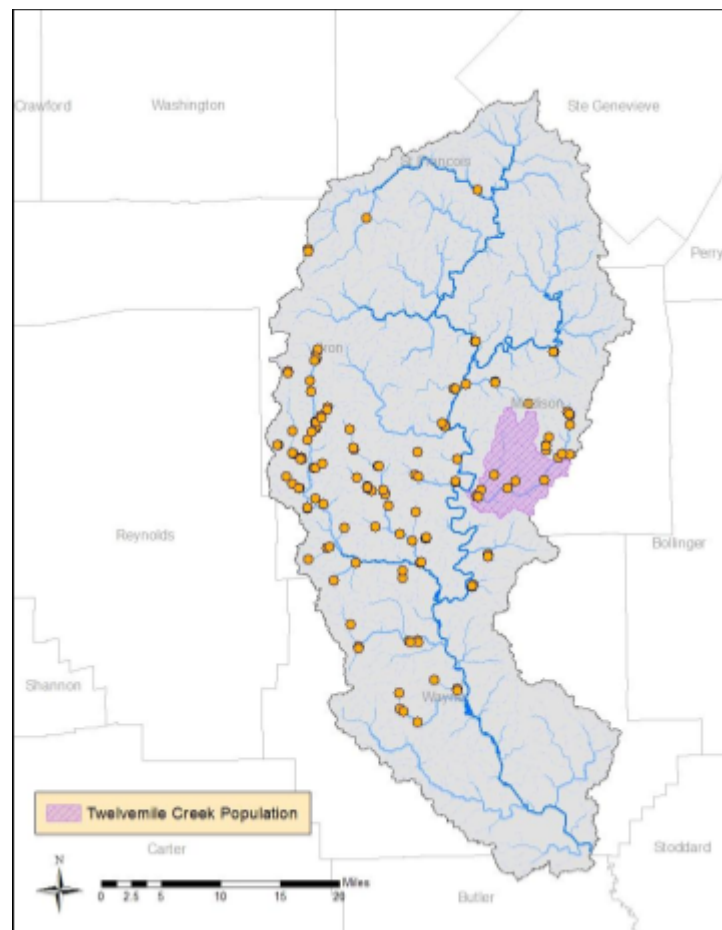 Crawford
Washington
Ste Genevieve
St Francois
Perry
Iron
Madison
Reynolds
Bollinger
Shannon
Wayne
Twelvemile Creek Population
Carter
Stoddard
N
Miles
0 2.5 5 10 15 20
Butler